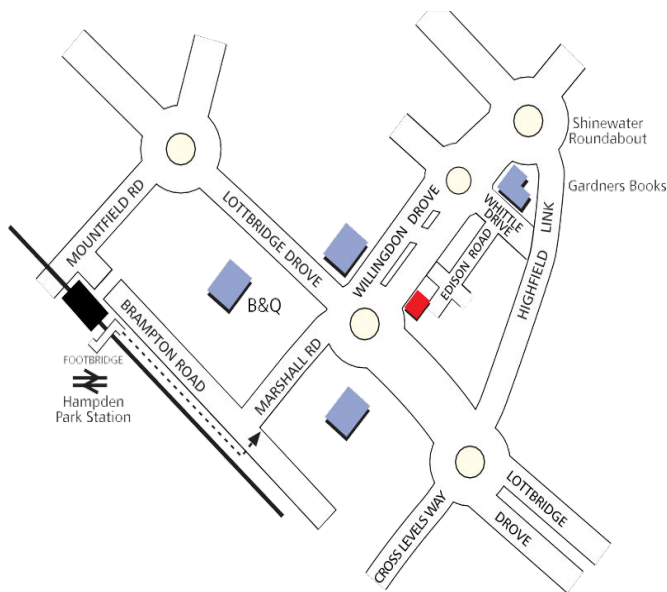 Shinewater
Roundabout
Gardners Books
MOUNTFIELD RD
LOTTBRIDGE DROVE
WILLINGDON DROVE
WHITTLE
DRIVE
EDISON ROAD
HIGHFIELD LINK
B&Q
BRAMPTON ROAD
MARSHALL RD
FOOTBRIDGE
Hampden
Park Station
CROSS LEVELS WAY
LOTTBRIDGE
DROVE